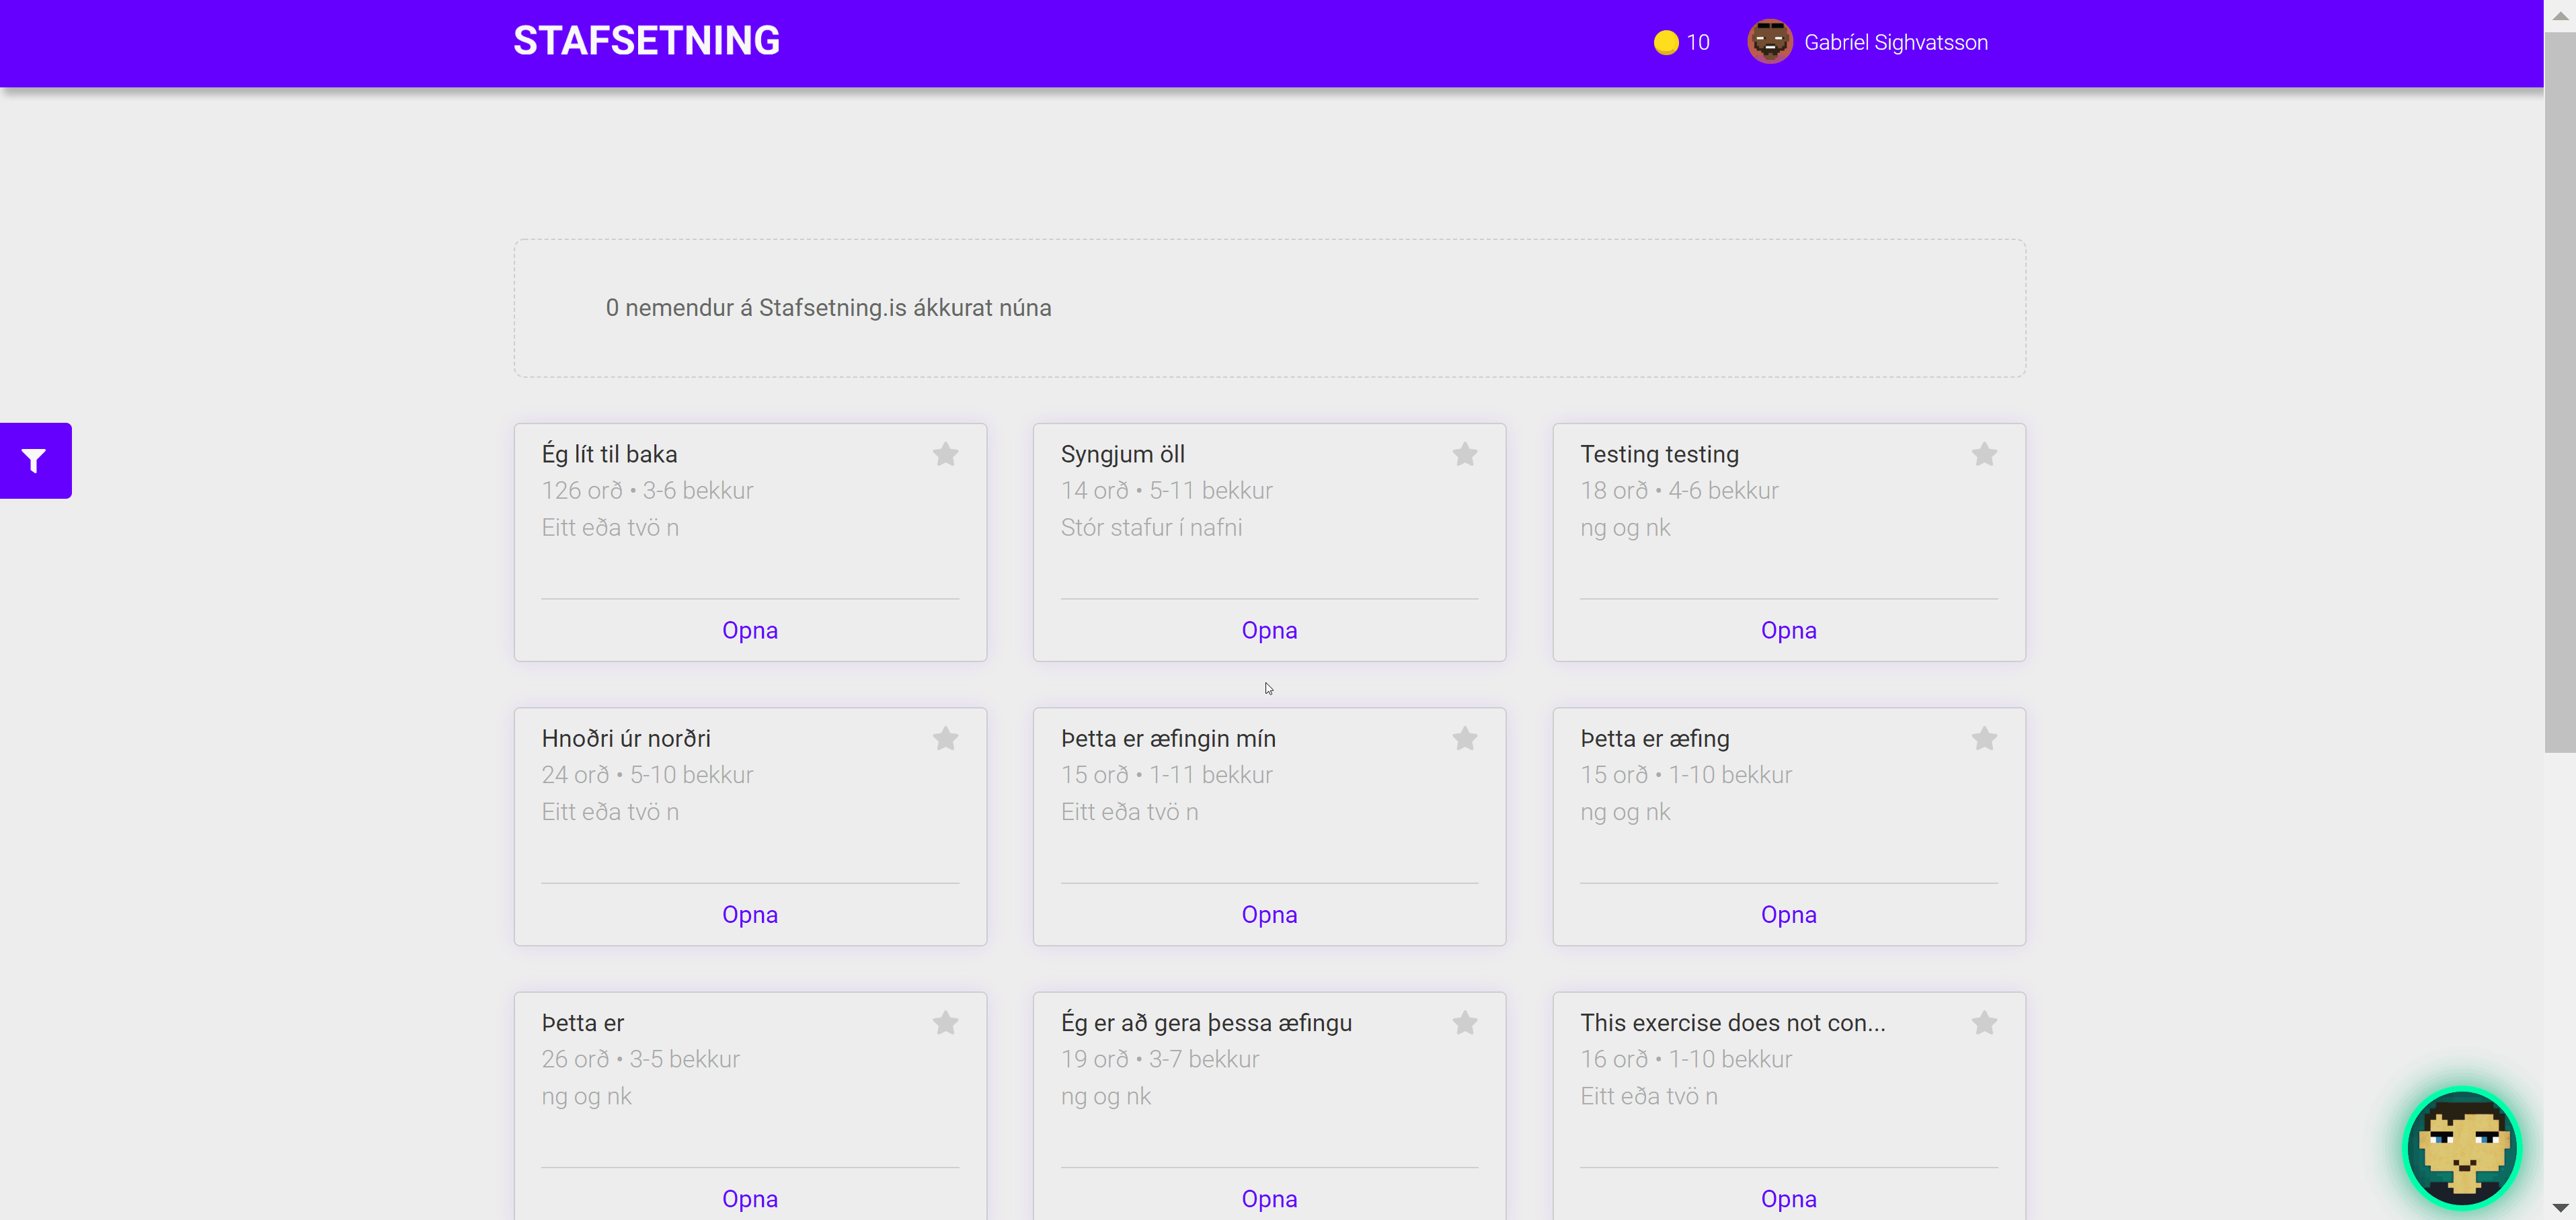 STAFSETNING
10
Gabríel Sighvatsson
0 nemendur á Stafsetning.is ákkurat núna
Ég lít til baka
126 orð • 3-6 bekkur
Eitt eða tvö n
Opna
Syngjum öll
14 orð • 5-11 bekkur
Stór stafur í nafni
Opna
Testing testing
18 orð • 4-6 bekkur
ng og nk
Opna
Hnoðri úr norðri
24 orð • 5-10 bekkur
Eitt eða tvö n
Opna
Þetta er æfingin mín
15 orð • 1-11 bekkur
Eitt eða tvö n
Opna
Þetta er æfing
15 orð • 1-10 bekkur
ng og nk
Opna
Þetta er
26 orð • 3-5 bekkur
ng og nk
Opna
Ég er að gera þessa æfingu
19 orð • 3-7 bekkur
ng og nk
Opna
This exercise does not con...
16 orð • 1-10 bekkur
Eitt eða tvö n
Opna